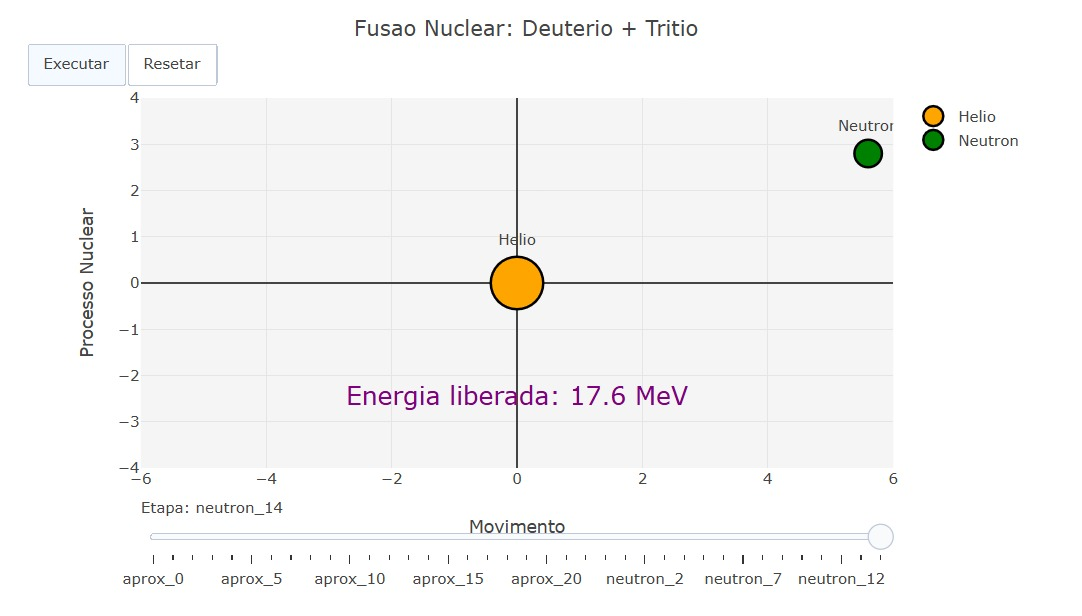 Fusao Nuclear: Deuterio + Tritio
Executar
Resetar
Helio
Neutron
Processo Nuclear
4
3
2
1
0
−1
−2
−3
−4
Neutron
Helio
Energia liberada: 17.6 MeV
−6
−4
−2
0
2
4
6
Etapa: neutron_14
Movimento
aprox_0
aprox_5
aprox_10
aprox_15
aprox_20
neutron_2
neutron_7
neutron_12